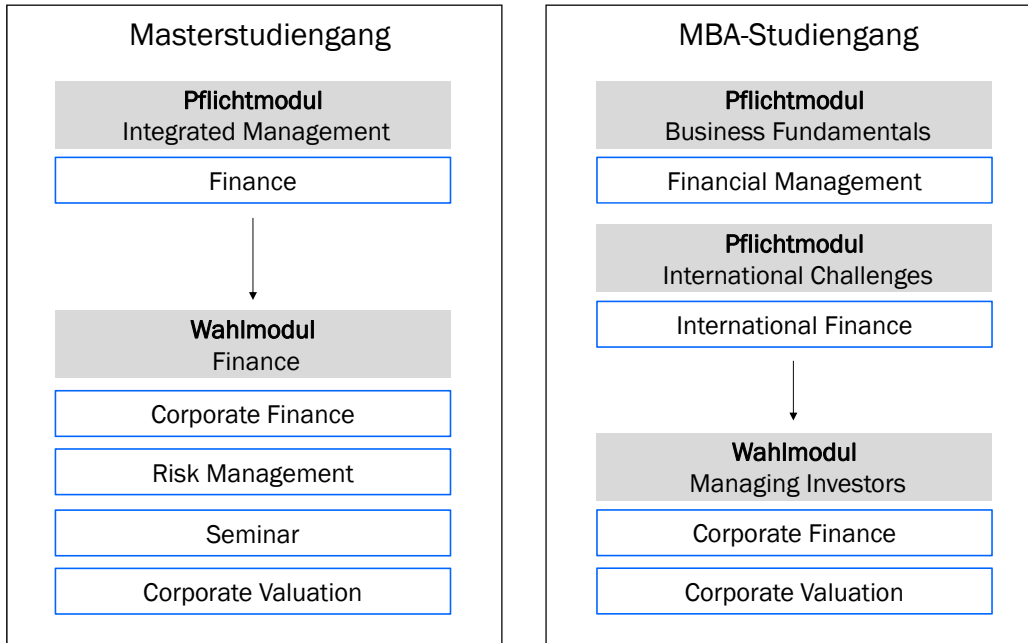 Masterstudiengang
Pflichtmodul
Integrated Management
Finance
Wahlmodul
Finance
Corporate Finance
Risk Management
Seminar
Corporate Valuation
MBA-Studiengang
Pflichtmodul
Business Fundamentals
Financial Management
Pflichtmodul
International Challenges
International Finance
Wahlmodul
Managing Investors
Corporate Finance
Corporate Valuation